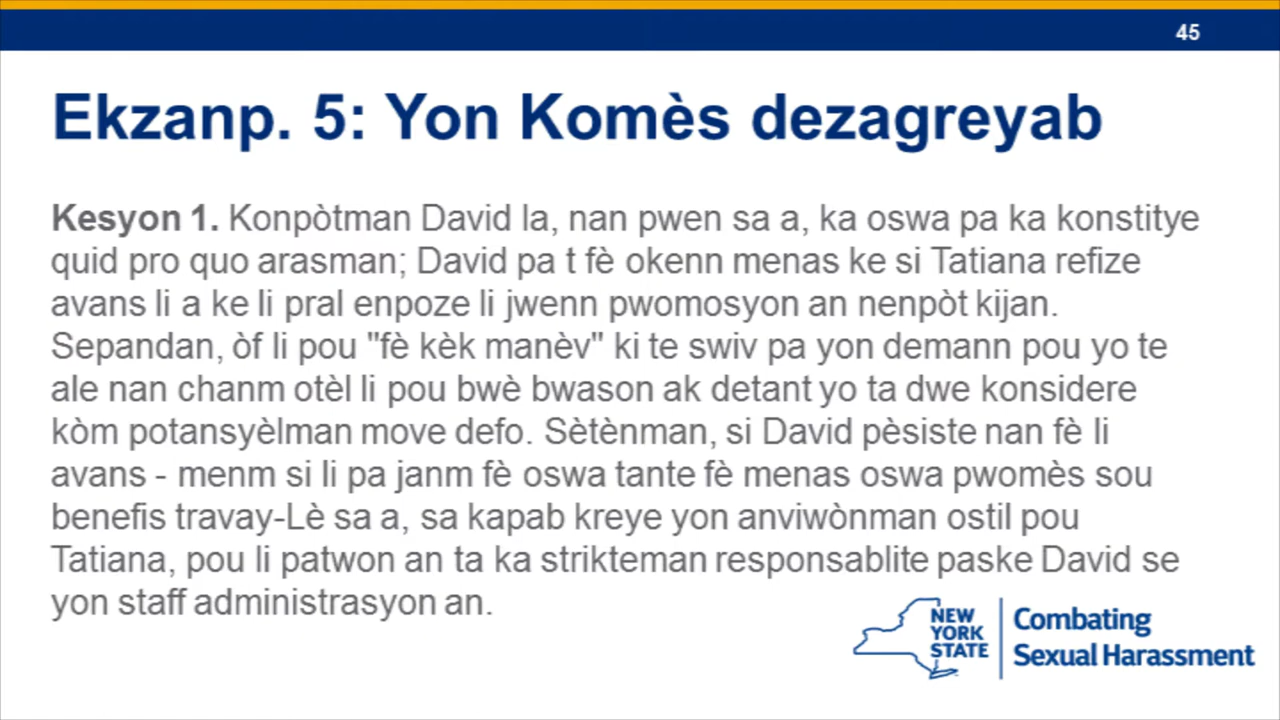 45
Ekzanp. 5: Yon Komès dezagreyab
Kesyon 1. Konpòtman David la, nan pwen sa a, ka oswa pa ka konstitye
quid pro quo arasman; David pa t fè okenn menas ke si Tatiana refize
avans li a ke li pral enpoze li jwenn pwomosyon an nenpòt kijan.
Sepandan, òf li pou "fè kèk manèv" ki te swiv pa yon demann pou yo te
ale nan chanm otèl li pou bwè bwason ak detant yo ta dwe konsidere
kòm potansyèlman move defo. Sètènman, si David pèsiste nan fè li
avans - menm si li pa janm fè oswa tante fè menas oswa pwomès sou
benefis travay-Lè sa a, sa kapab kreye yon anviwònman ostil pou
Tatiana, pou li patwon an ta ka strikteman responsablite paske David se
yon staff administrasyon an.
NEW
YORK
STATE
Combating
Sexual Harassment